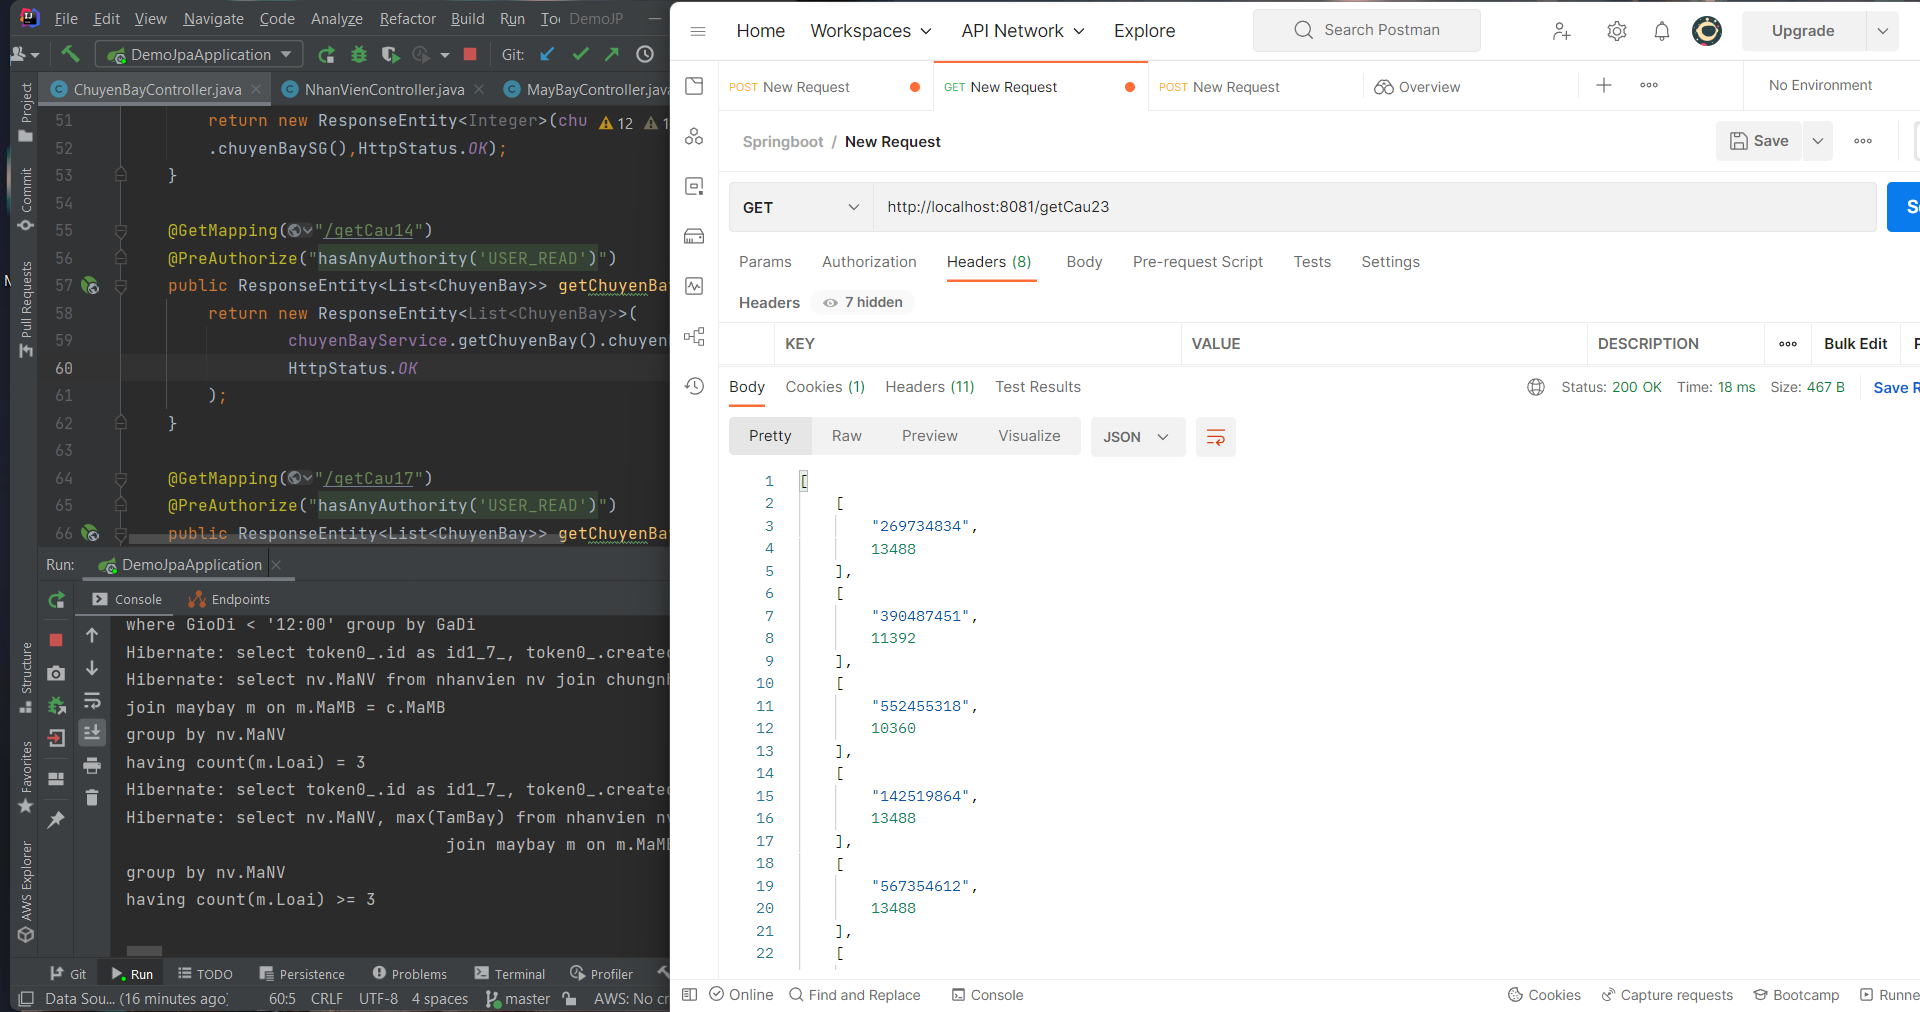 File Edit View Navigate Code Analyze Refactor Build Run DemoJP
DemoJpaApplication Git:
ChuyenBayController.java NhanVienController.java MayBayController.java
Project
Commit
Pull Requests
Structure
Favorites
AWS Explorer
51 return new ResponseEntity<Integer>(chu 12
52 .chuyenBaySG(),HttpStatus.OK);
53 }
54
55 @GetMapping("/getCau14")
56 @PreAuthorize("hasAnyAuthority('USER_READ')")
57 public ResponseEntity<List<ChuyenBay>> getChuyenBa
58 return new ResponseEntity<List<ChuyenBay>>(
59 chuyenBayService.getChuyenBay().chuyen
60 HttpStatus.OK
61 );
62 }
63
64 @GetMapping("/getCau17")
65 @PreAuthorize("hasAnyAuthority('USER_READ')")
66 public ResponseEntity<List<ChuyenBay>> getChuyenBa
Run: DemoJpaApplication
Console Endpoints
where GioDi < '12:00' group by GaDi
Hibernate: select token0_.id as id1_7_, token0_.created
Hibernate: select nv.MaNV from nhanvien nv join chungnh
join maybay m on m.MaMB = c.MaMB
group by nv.MaNV
having count(m.Loai) = 3
Hibernate: select token0_.id as id1_7_, token0_.created
Hibernate: select nv.MaNV, max(TamBay) from nhanvien nv
join maybay m on m.MaMB
group by nv.MaNV
having count(m.Loai) >= 3
Git Run TODO Persistence Problems Terminal Profiler
Data Sou... (16 minutes ago) 60:5 CRLF UTF-8 4 spaces master AWS: No cr
Home Workspaces API Network Explore Search Postman Upgrade
POST New Request GET New Request POST New Request Overview No Environment
Springboot / New Request Save
GET http://localhost:8081/getCau23 S
Params Authorization Headers (8) Body Pre-request Script Tests Settings
Headers 7 hidden
KEY VALUE DESCRIPTION Bulk Edit P
Body Cookies (1) Headers (11) Test Results Status: 200 OK Time: 18 ms Size: 467 B Save R
Pretty Raw Preview Visualize JSON
1 [
2 [
3 "269734834",
4 13488
5 ],
6 [
7 "390487451",
8 11392
9 ],
10 [
11 "552455318",
12 10360
13 ],
14 [
15 "142519864",
16 13488
17 ],
18 [
19 "567354612",
20 13488
21 ],
22 [
Online Find and Replace Console Cookies Capture requests Bootcamp Runne